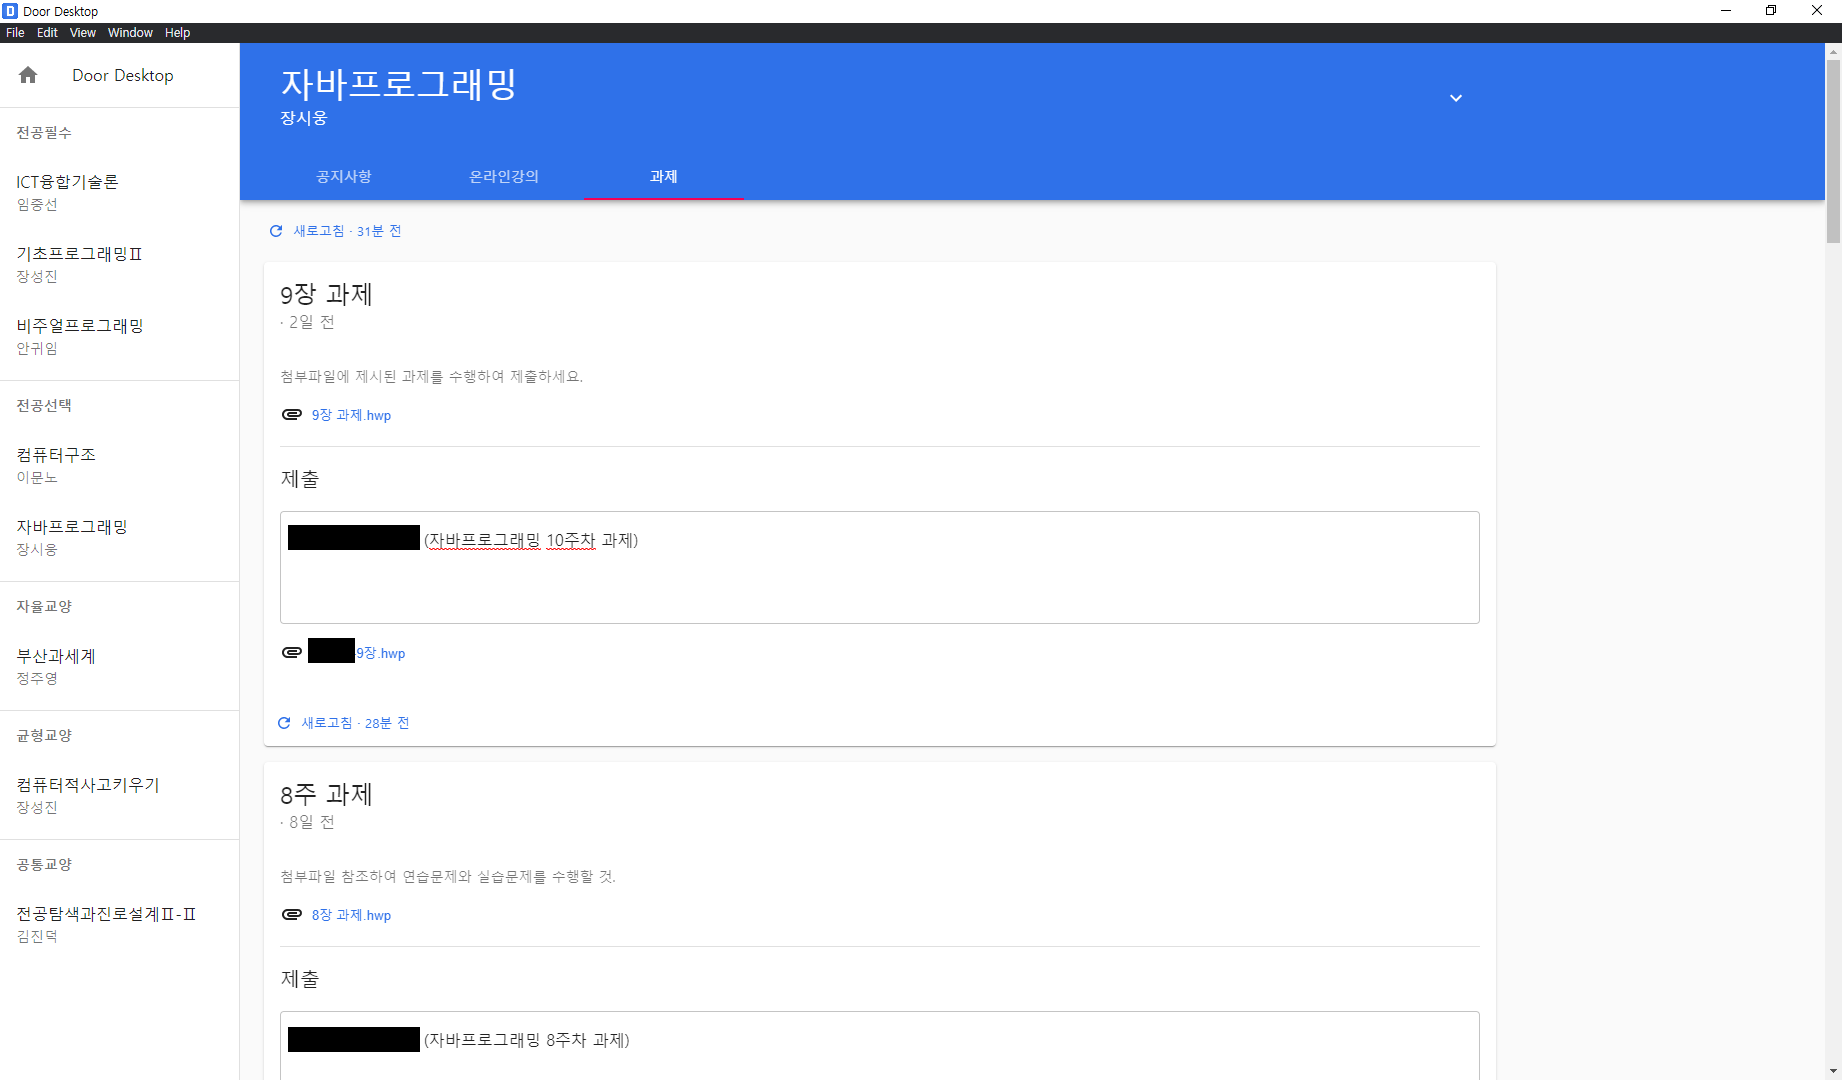 Door Desktop
File Edit View Window Help
Door Desktop
전공필수
ICT융합기술론
임중선
기초프로그래밍Ⅱ
장성진
비주얼프로그래밍
안귀임
전공선택
컴퓨터구조
이문노
자바프로그래밍
장시웅
자율교양
부산과세계
정주영
균형교양
컴퓨터적사고키우기
장성진
공통교양
전공탐색과진로설계Ⅱ-Ⅱ
김진덕
자바프로그래밍
장시웅
공지사항 온라인강의 과제
새로고침 · 31분 전
9장 과제
· 2일 전
첨부파일에 제시된 과제를 수행하여 제출하세요.
9장 과제.hwp
제출
(자바프로그래밍 10주차 과제)
9장.hwp
새로고침 · 28분 전
8주 과제
· 8일 전
첨부파일 참조하여 연습문제와 실습문제를 수행할 것.
8장 과제.hwp
제출
(자바프로그래밍 8주차 과제)